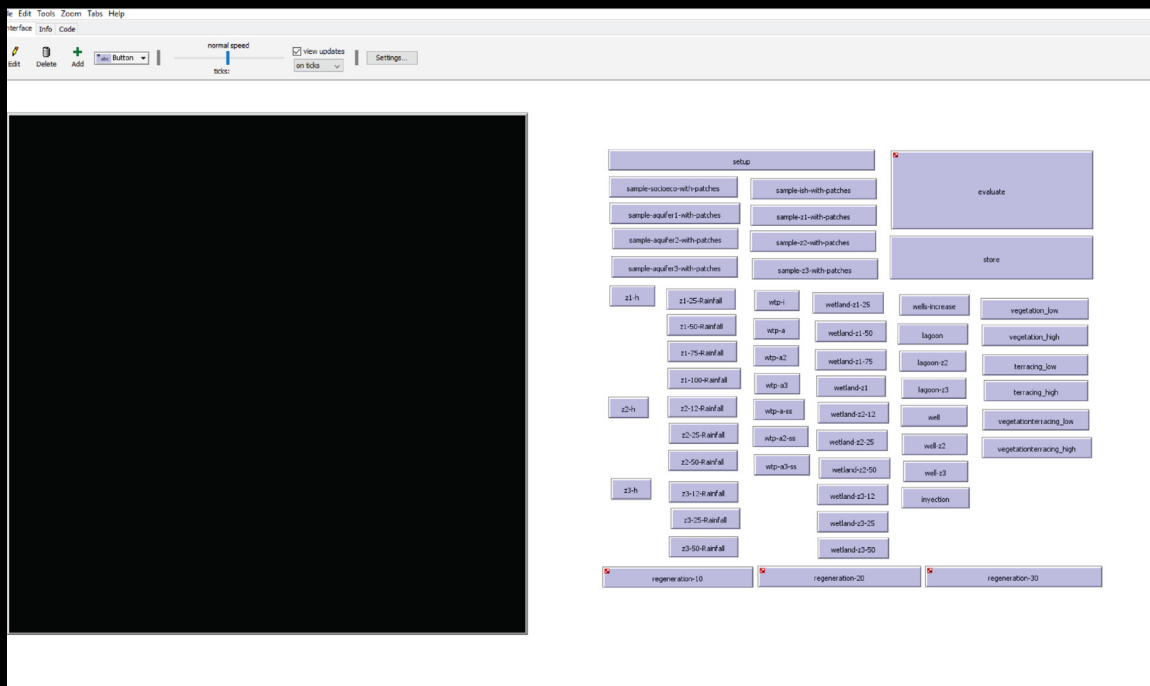 le Edit Tools Zoom Tabs Help
nterface Info Code
Edit Delete Add abc Button normal speed ticks: view updates on ticks Settings...
setup
evaluate
sample-socioeco-with-patches sample-ish-with-patches
sample-aquifer1-with-patches sample-z1-with-patches
sample-aquifer2-with-patches sample-z2-with-patches
store
sample-aquifer3-with-patches sample-z3-with-patches
z1-h z1-25-Rainfall wtp-i wetland-z1-25 wells-increase vegetation_low
z1-50-Rainfall wtp-a wetland-z1-50 lagoon vegetation_high
z1-75-Rainfall wtp-a2 wetland-z1-75 lagoon-z2 terracing_low
z1-100-Rainfall wtp-a3 wetland-z1 lagoon-z3 terracing_high
z2-h z2-12-Rainfall wtp-a-ss wetland-z2-12 well vegetationterracing_low
z2-25-Rainfall wtp-a2-ss wetland-z2-25 well-z2 vegetationterracing_high
z2-50-Rainfall wtp-a3-ss wetland-z2-50 well-z3
z3-h z3-12-Rainfall wetland-z3-12 inyection
z3-25-Rainfall wetland-z3-25
z3-50-Rainfall wetland-z3-50
regeneration-10 regeneration-20 regeneration-30